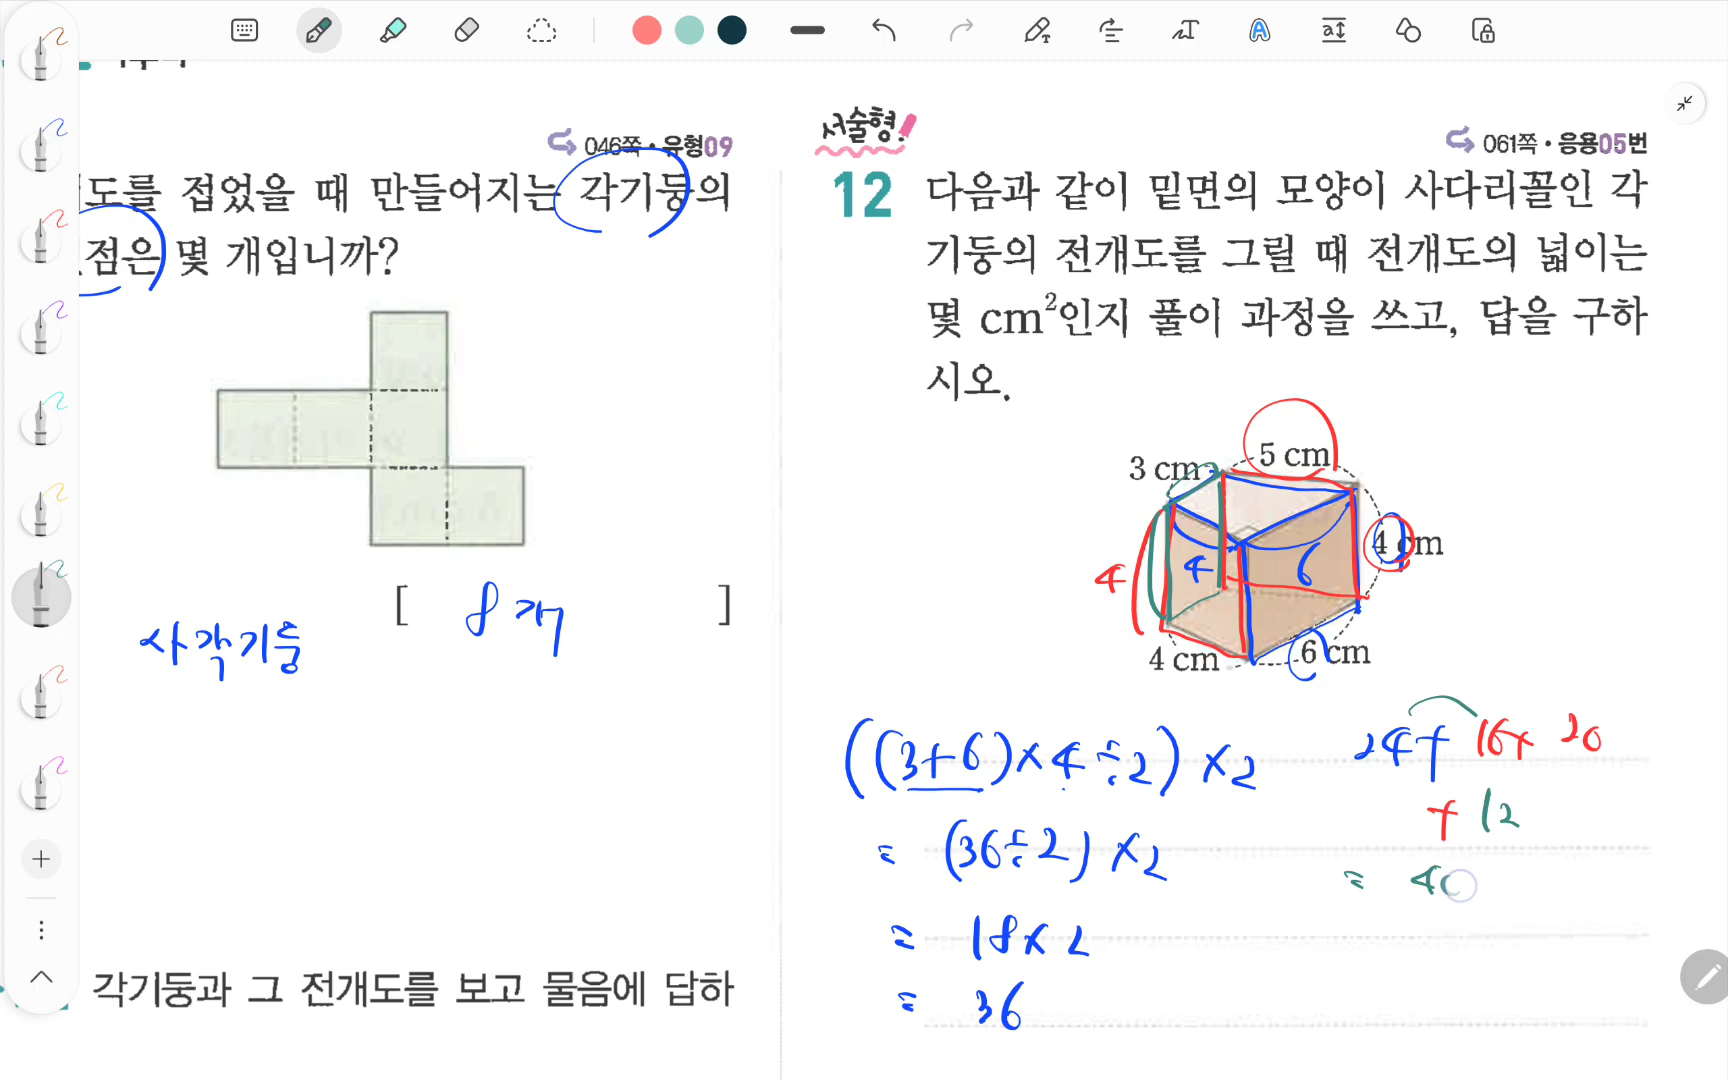 046쪽 • 유형09
도를 접었을 때 만들어지는 각기둥의
점은 몇 개입니까?
[ 8개 ]
사각기둥
각기둥과 그 전개도를 보고 물음에 답하
서술형!
061쪽 • 응용05번
12 다음과 같이 밑면의 모양이 사다리꼴인 각
기둥의 전개도를 그릴 때 전개도의 넓이는
몇 cm²인지 풀이 과정을 쓰고, 답을 구하
시오.
3 cm 5 cm
4 4 6 4 cm
4 cm 6 cm
((3+6)×4÷2)×2
= (36÷2)×2
= 18×2
= 36
24+ 16+ 20
+ 12
= 40